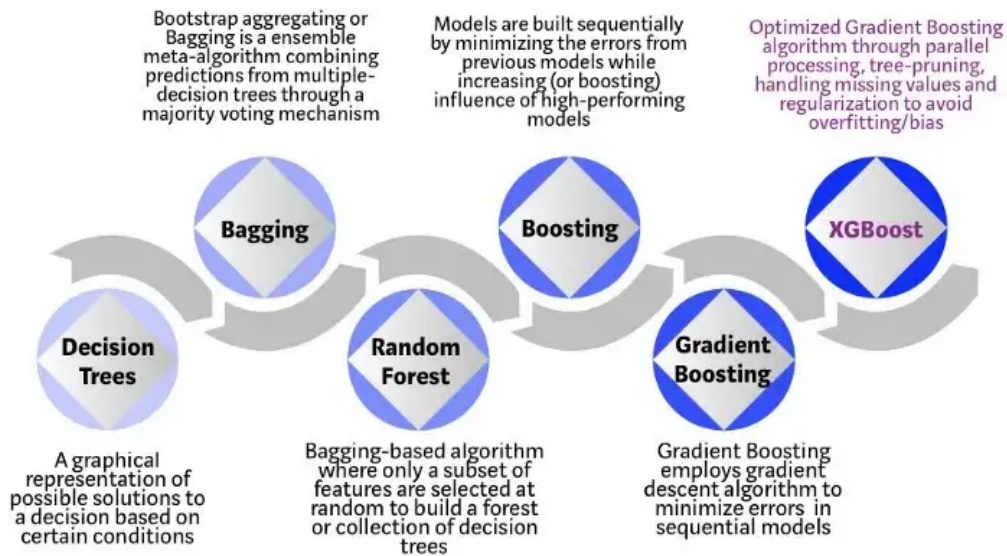 Bootstrap aggregating or
Bagging is a ensemble
meta-algorithm combining
predictions from multiple-
decision trees through a
majority voting mechanism
Models are built sequentially
by minimizing the errors from
previous models while
increasing (or boosting)
influence of high-performing
models
Optimized Gradient Boosting
algorithm through parallel
processing, tree-pruning,
handling missing values and
regularization to avoid
overfitting/bias
Bagging
Boosting
XGBoost
Decision
Trees
Random
Forest
Gradient
Boosting
A graphical
representation of
possible solutions to
a decision based on
certain conditions
Bagging-based algorithm
where only a subset of
features are selected at
random to build a forest
or collection of decision
trees
Gradient Boosting
employs gradient
descent algorithm to
minimize errors in
sequential models